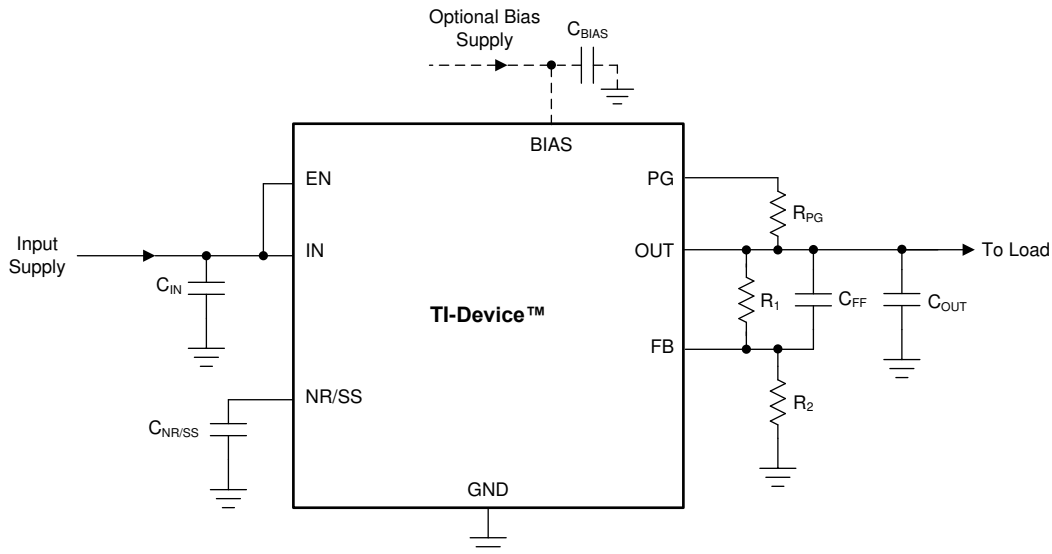 Optional Bias
Supply
C_BIAS
BIAS
EN
PG
R_PG
Input
Supply
IN
OUT
To Load
C_IN
TI-Device™
R_1
C_FF
C_OUT
FB
NR/SS
R_2
C_NR/SS
GND